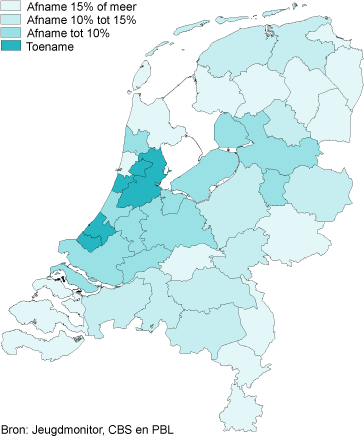 Afname 15% of meer
Afname 10% tot 15%
Afname tot 10%
Toename
Bron: Jeugdmonitor, CBS en PBL